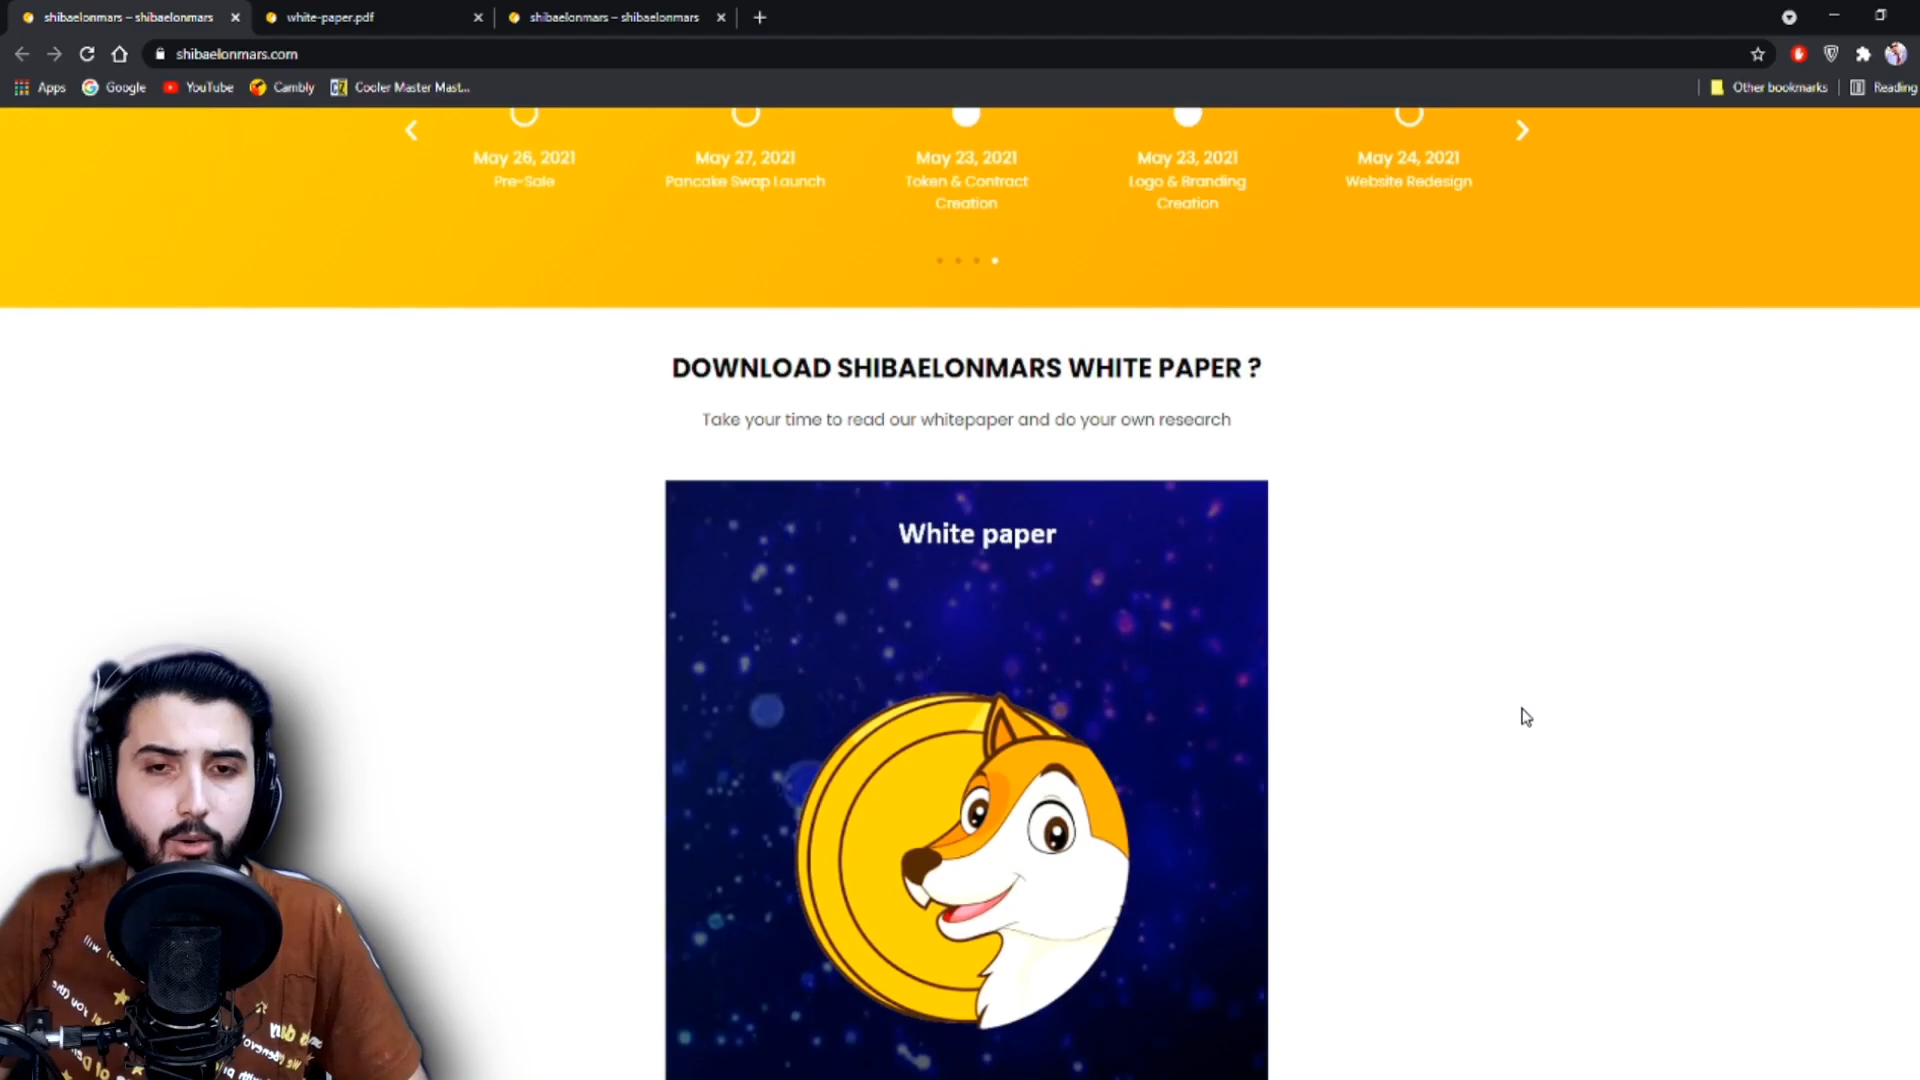 shibaelonmars – shibaelonmars
white-paper.pdf
shibaelonmars – shibaelonmars
shibaelonmars.com
Apps
Google
YouTube
Cambly
Cooler Master Mast...
Other bookmarks
Reading
May 26, 2021
Pre-Sale
May 27, 2021
Pancake Swap Launch
May 23, 2021
Token & Contract
Creation
May 23, 2021
Logo & Branding
Creation
May 24, 2021
Website Redesign
DOWNLOAD SHIBAELONMARS WHITE PAPER ?
Take your time to read our whitepaper and do your own research
White paper